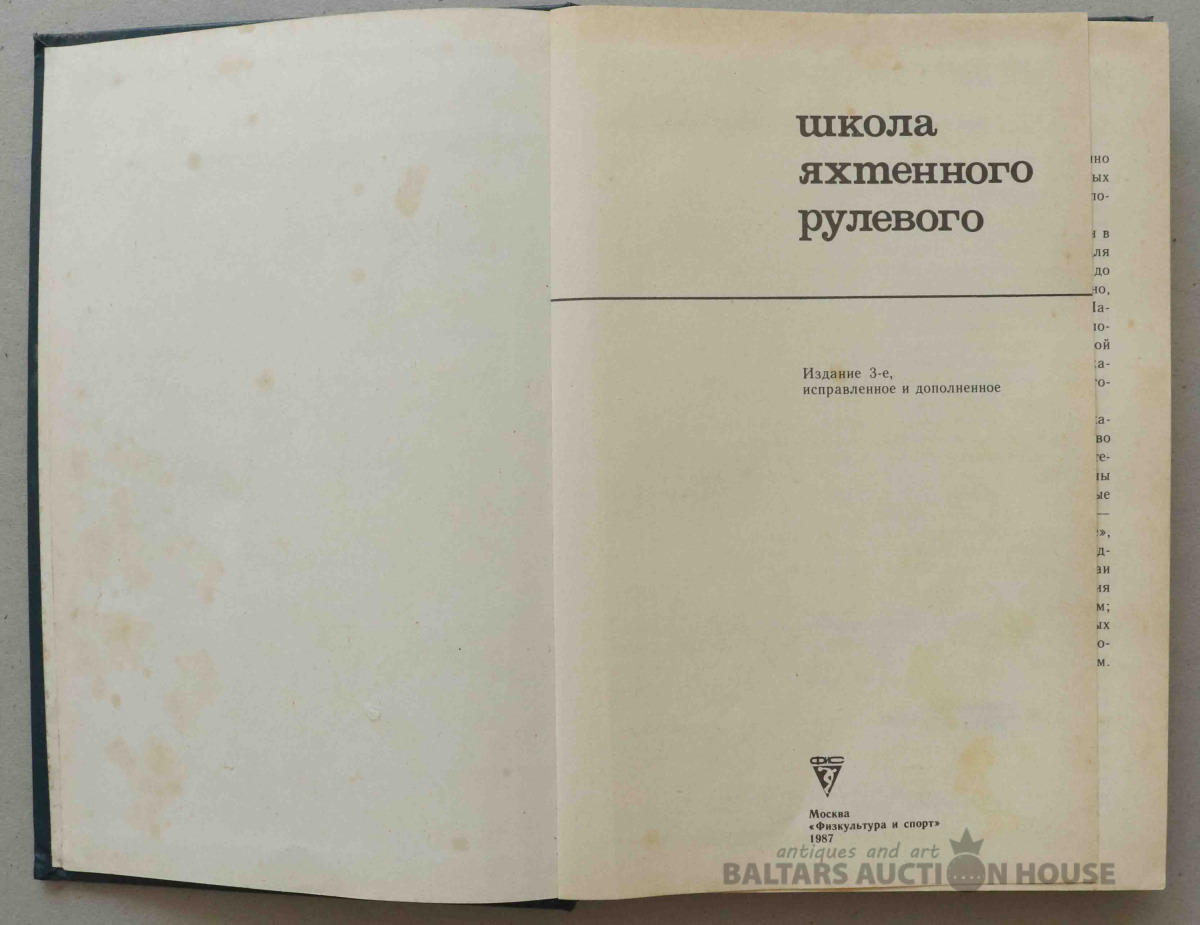 школа
яхтенного
рулевого
Издание 3-е,
исправленное и дополненное
ФИС
Москва
«Физкультура и спорт»
1987
antiques and art
BALTARS AUCTION HOUSE